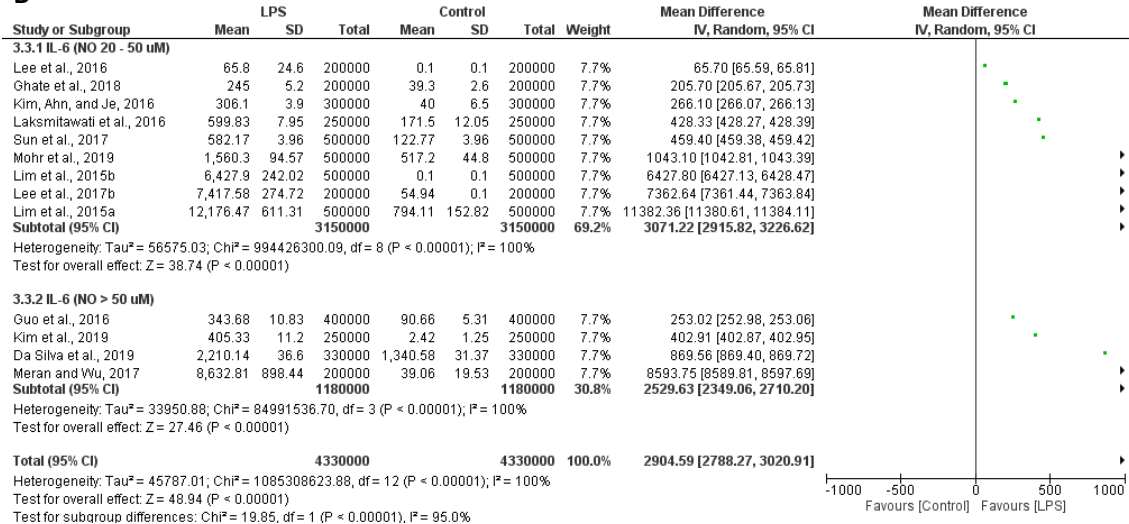 LPS Control Mean Difference Mean Difference
Study or Subgroup Mean SD Total Mean SD Total Weight IV, Random, 95% CI IV, Random, 95% CI
3.3.1 IL-6 (NO 20 - 50 uM)
Lee et al., 2016 65.8 24.6 200000 0.1 0.1 200000 7.7% 65.70 [65.59, 65.81]
Ghate et al., 2018 245 5.2 200000 39.3 2.6 200000 7.7% 205.70 [205.67, 205.73]
Kim, Ahn, and Je, 2016 306.1 3.9 300000 40 6.5 300000 7.7% 266.10 [266.07, 266.13]
Laksmitawati et al., 2016 599.83 7.95 250000 171.5 12.05 250000 7.7% 428.33 [428.27, 428.39]
Sun et al., 2017 582.17 3.96 500000 122.77 3.96 500000 7.7% 459.40 [459.38, 459.42]
Mohr et al., 2019 1,560.3 94.57 500000 517.2 44.8 500000 7.7% 1043.10 [1042.81, 1043.39]
Lim et al., 2015b 6,427.9 242.02 500000 0.1 0.1 500000 7.7% 6427.80 [6427.13, 6428.47]
Lee et al., 2017b 7,417.58 274.72 200000 54.94 0.1 200000 7.7% 7362.64 [7361.44, 7363.84]
Lim et al., 2015a 12,176.47 611.31 500000 794.11 152.82 500000 7.7% 11382.36 [11380.61, 11384.11]
Subtotal (95% CI) 3150000 3150000 69.2% 3071.22 [2915.82, 3226.62]
Heterogeneity: Tau² = 56575.03; Chi² = 994426300.09, df = 8 (P < 0.00001); I² = 100%
Test for overall effect: Z = 38.74 (P < 0.00001)
3.3.2 IL-6 (NO > 50 uM)
Guo et al., 2016 343.68 10.83 400000 90.66 5.31 400000 7.7% 253.02 [252.98, 253.06]
Kim et al., 2019 405.33 11.2 250000 2.42 1.25 250000 7.7% 402.91 [402.87, 402.95]
Da Silva et al., 2019 2,210.14 36.6 330000 1,340.58 31.37 330000 7.7% 869.56 [869.40, 869.72]
Meran and Wu, 2017 8,632.81 898.44 200000 39.06 19.53 200000 7.7% 8593.75 [8589.81, 8597.69]
Subtotal (95% CI) 1180000 1180000 30.8% 2529.63 [2349.06, 2710.20]
Heterogeneity: Tau² = 33950.88; Chi² = 84991536.70, df = 3 (P < 0.00001); I² = 100%
Test for overall effect: Z = 27.46 (P < 0.00001)
Total (95% CI) 4330000 4330000 100.0% 2904.59 [2788.27, 3020.91]
Heterogeneity: Tau² = 45787.01; Chi² = 1085308623.88, df = 12 (P < 0.00001); I² = 100%
Test for overall effect: Z = 48.94 (P < 0.00001)
Test for subgroup differences: Chi² = 19.85, df = 1 (P < 0.00001), I² = 95.0%
-1000 -500 0 500 1000
Favours [Control] Favours [LPS]